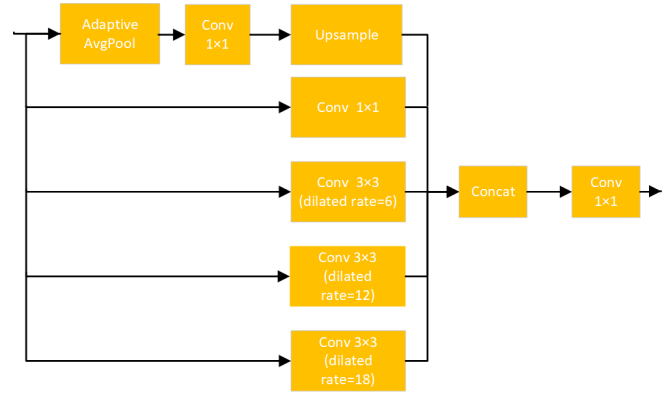 Adaptive
AvgPool
Conv
1×1
Upsample
Conv 1×1
Conv 3×3
(dilated rate=6)
Concat
Conv
1×1
Conv 3×3
(dilated
rate=12)
Conv 3×3
(dilated
rate=18)